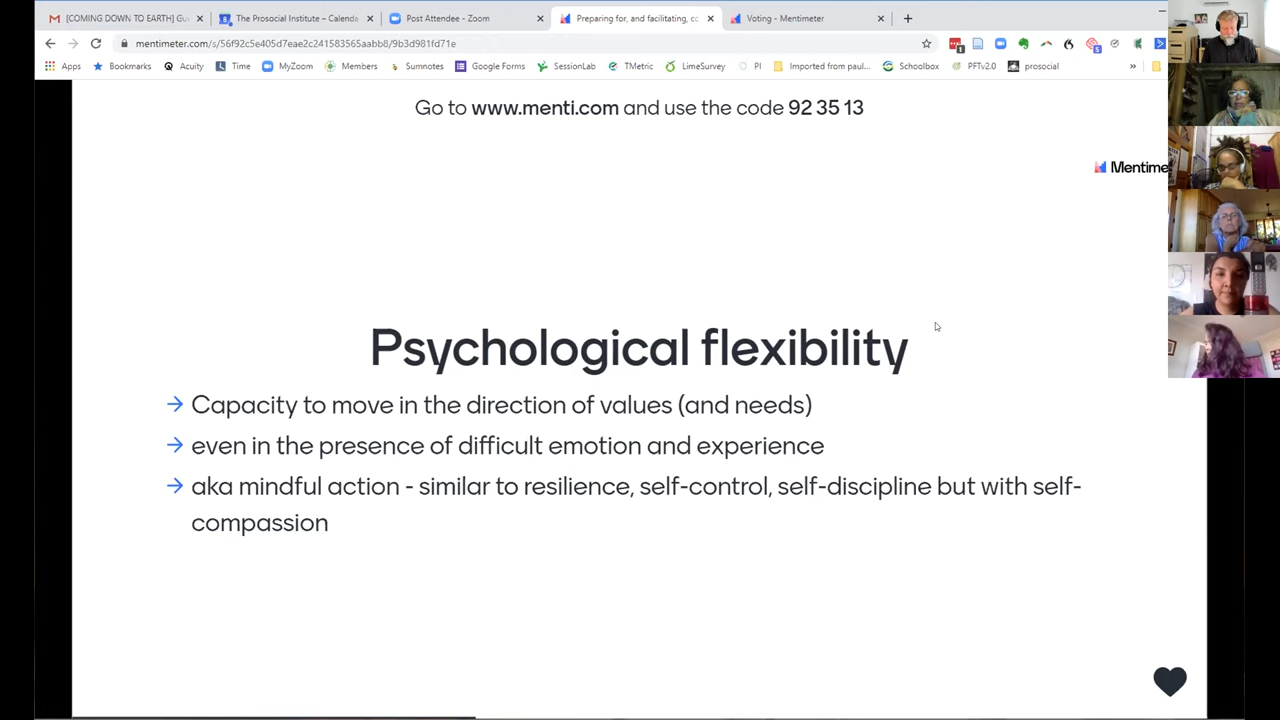 [COMING DOWN TO EARTH] Gu
The Prosocial Institute – Calenda
Post Attendee - Zoom
Preparing for, and facilitating, co
Voting - Mentimeter
mentimeter.com/s/56f92c5e405d7eae2c241583565aabb8/9b3d981fd71e
Apps
Bookmarks
Acuity
Time
MyZoom
Members
Sumnotes
Google Forms
SessionLab
TMetric
LimeSurvey
PI
Imported from paul...
Schoolbox
PFTv2.0
prosocial
Go to www.menti.com and use the code 92 35 13
Mentime
Psychological flexibility
Capacity to move in the direction of values (and needs)
even in the presence of difficult emotion and experience
aka mindful action - similar to resilience, self-control, self-discipline but with self-
compassion